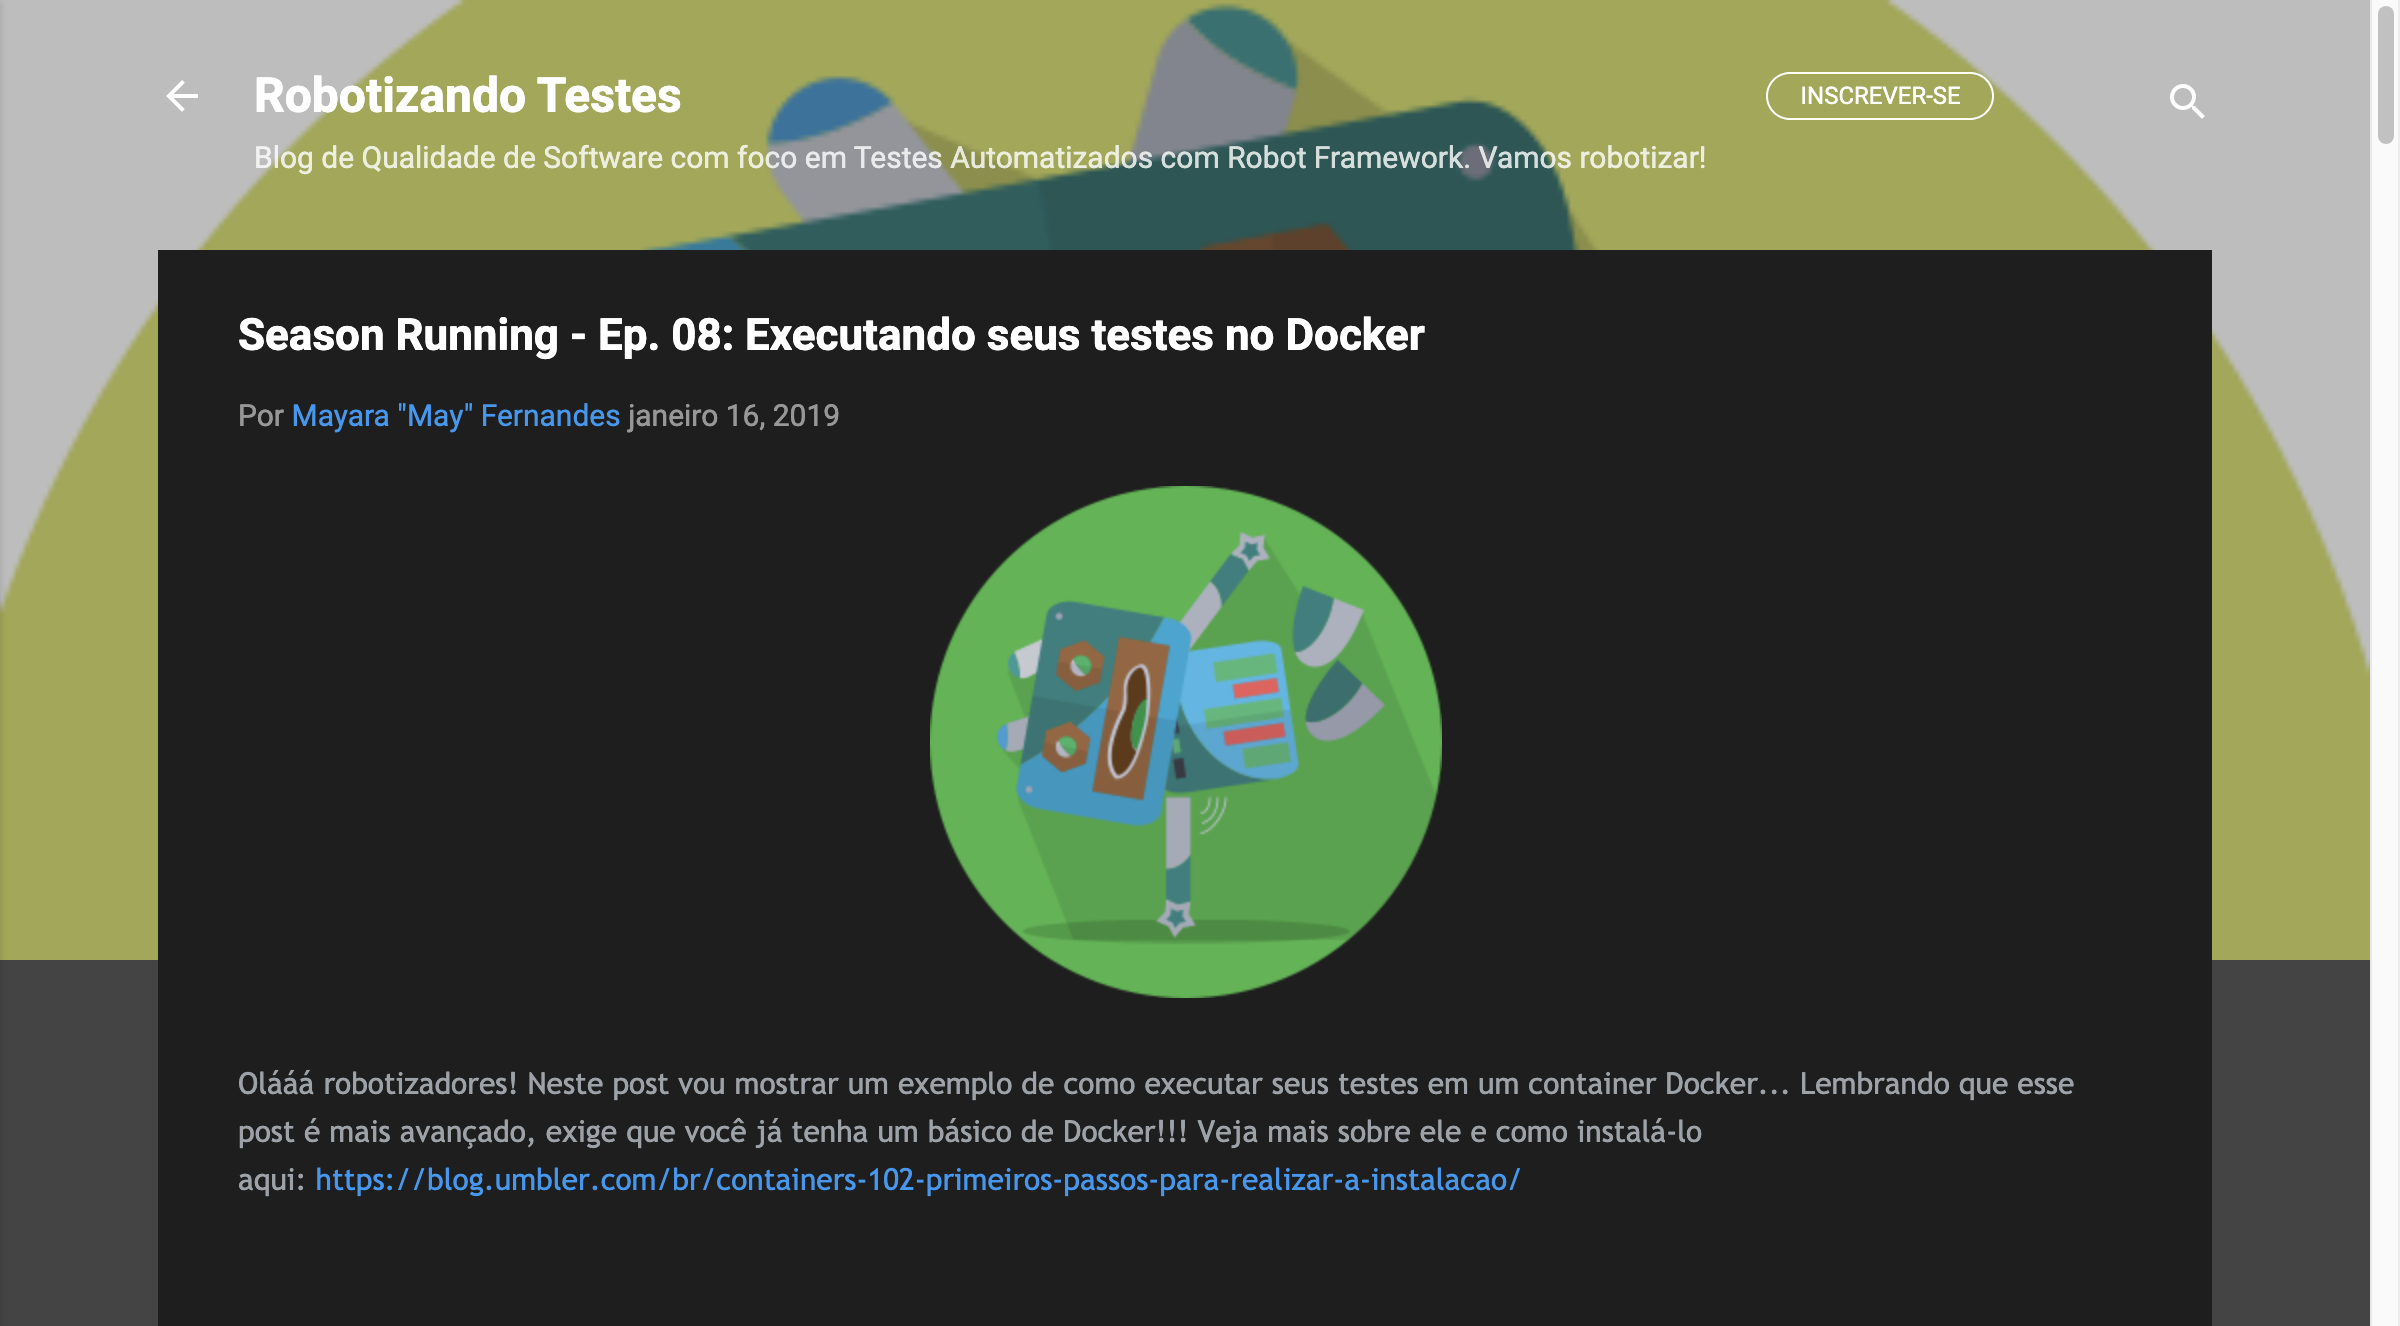 Robotizando Testes
INSCREVER-SE
Blog de Qualidade de Software com foco em Testes Automatizados com Robot Framework. Vamos robotizar!
Season Running - Ep. 08: Executando seus testes no Docker
Por Mayara "May" Fernandes janeiro 16, 2019
Olááá robotizadores! Neste post vou mostrar um exemplo de como executar seus testes em um container Docker... Lembrando que esse
post é mais avançado, exige que você já tenha um básico de Docker!!! Veja mais sobre ele e como instalá-lo
aqui: https://blog.umbler.com/br/containers-102-primeiros-passos-para-realizar-a-instalacao/